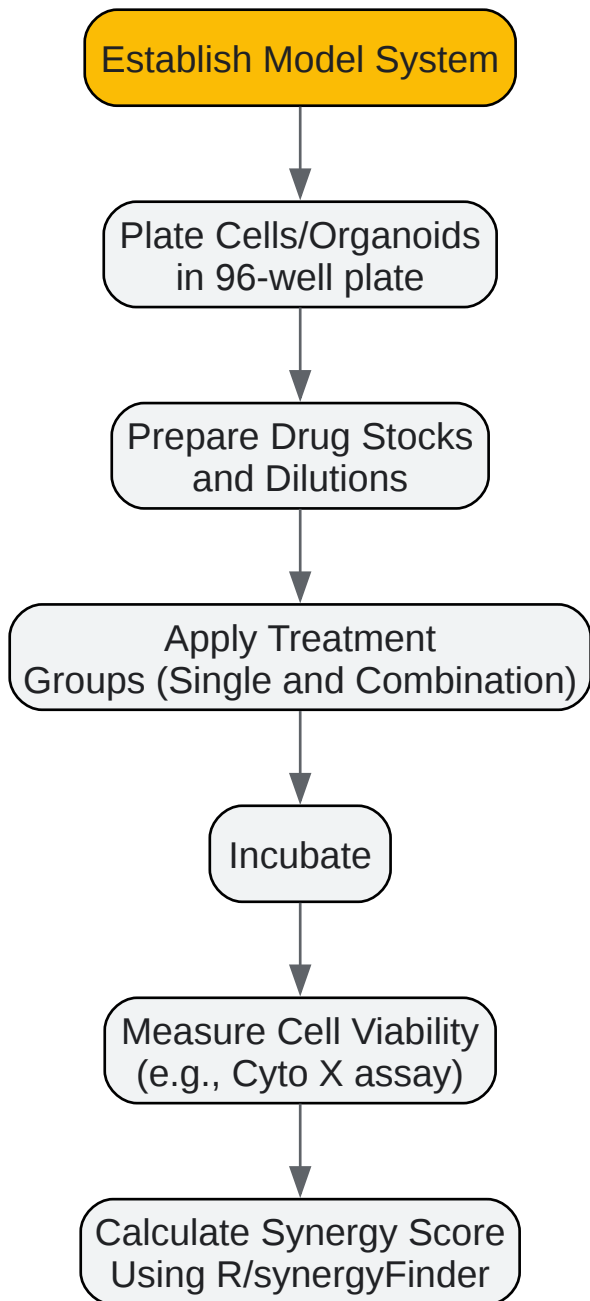 Establish Model System
Plate Cells/Organoids
in 96-well plate
Prepare Drug Stocks
and Dilutions
Apply Treatment
Groups (Single and Combination)
Incubate
Measure Cell Viability
(e.g., Cyto X assay)
Calculate Synergy Score
Using R/synergyFinder